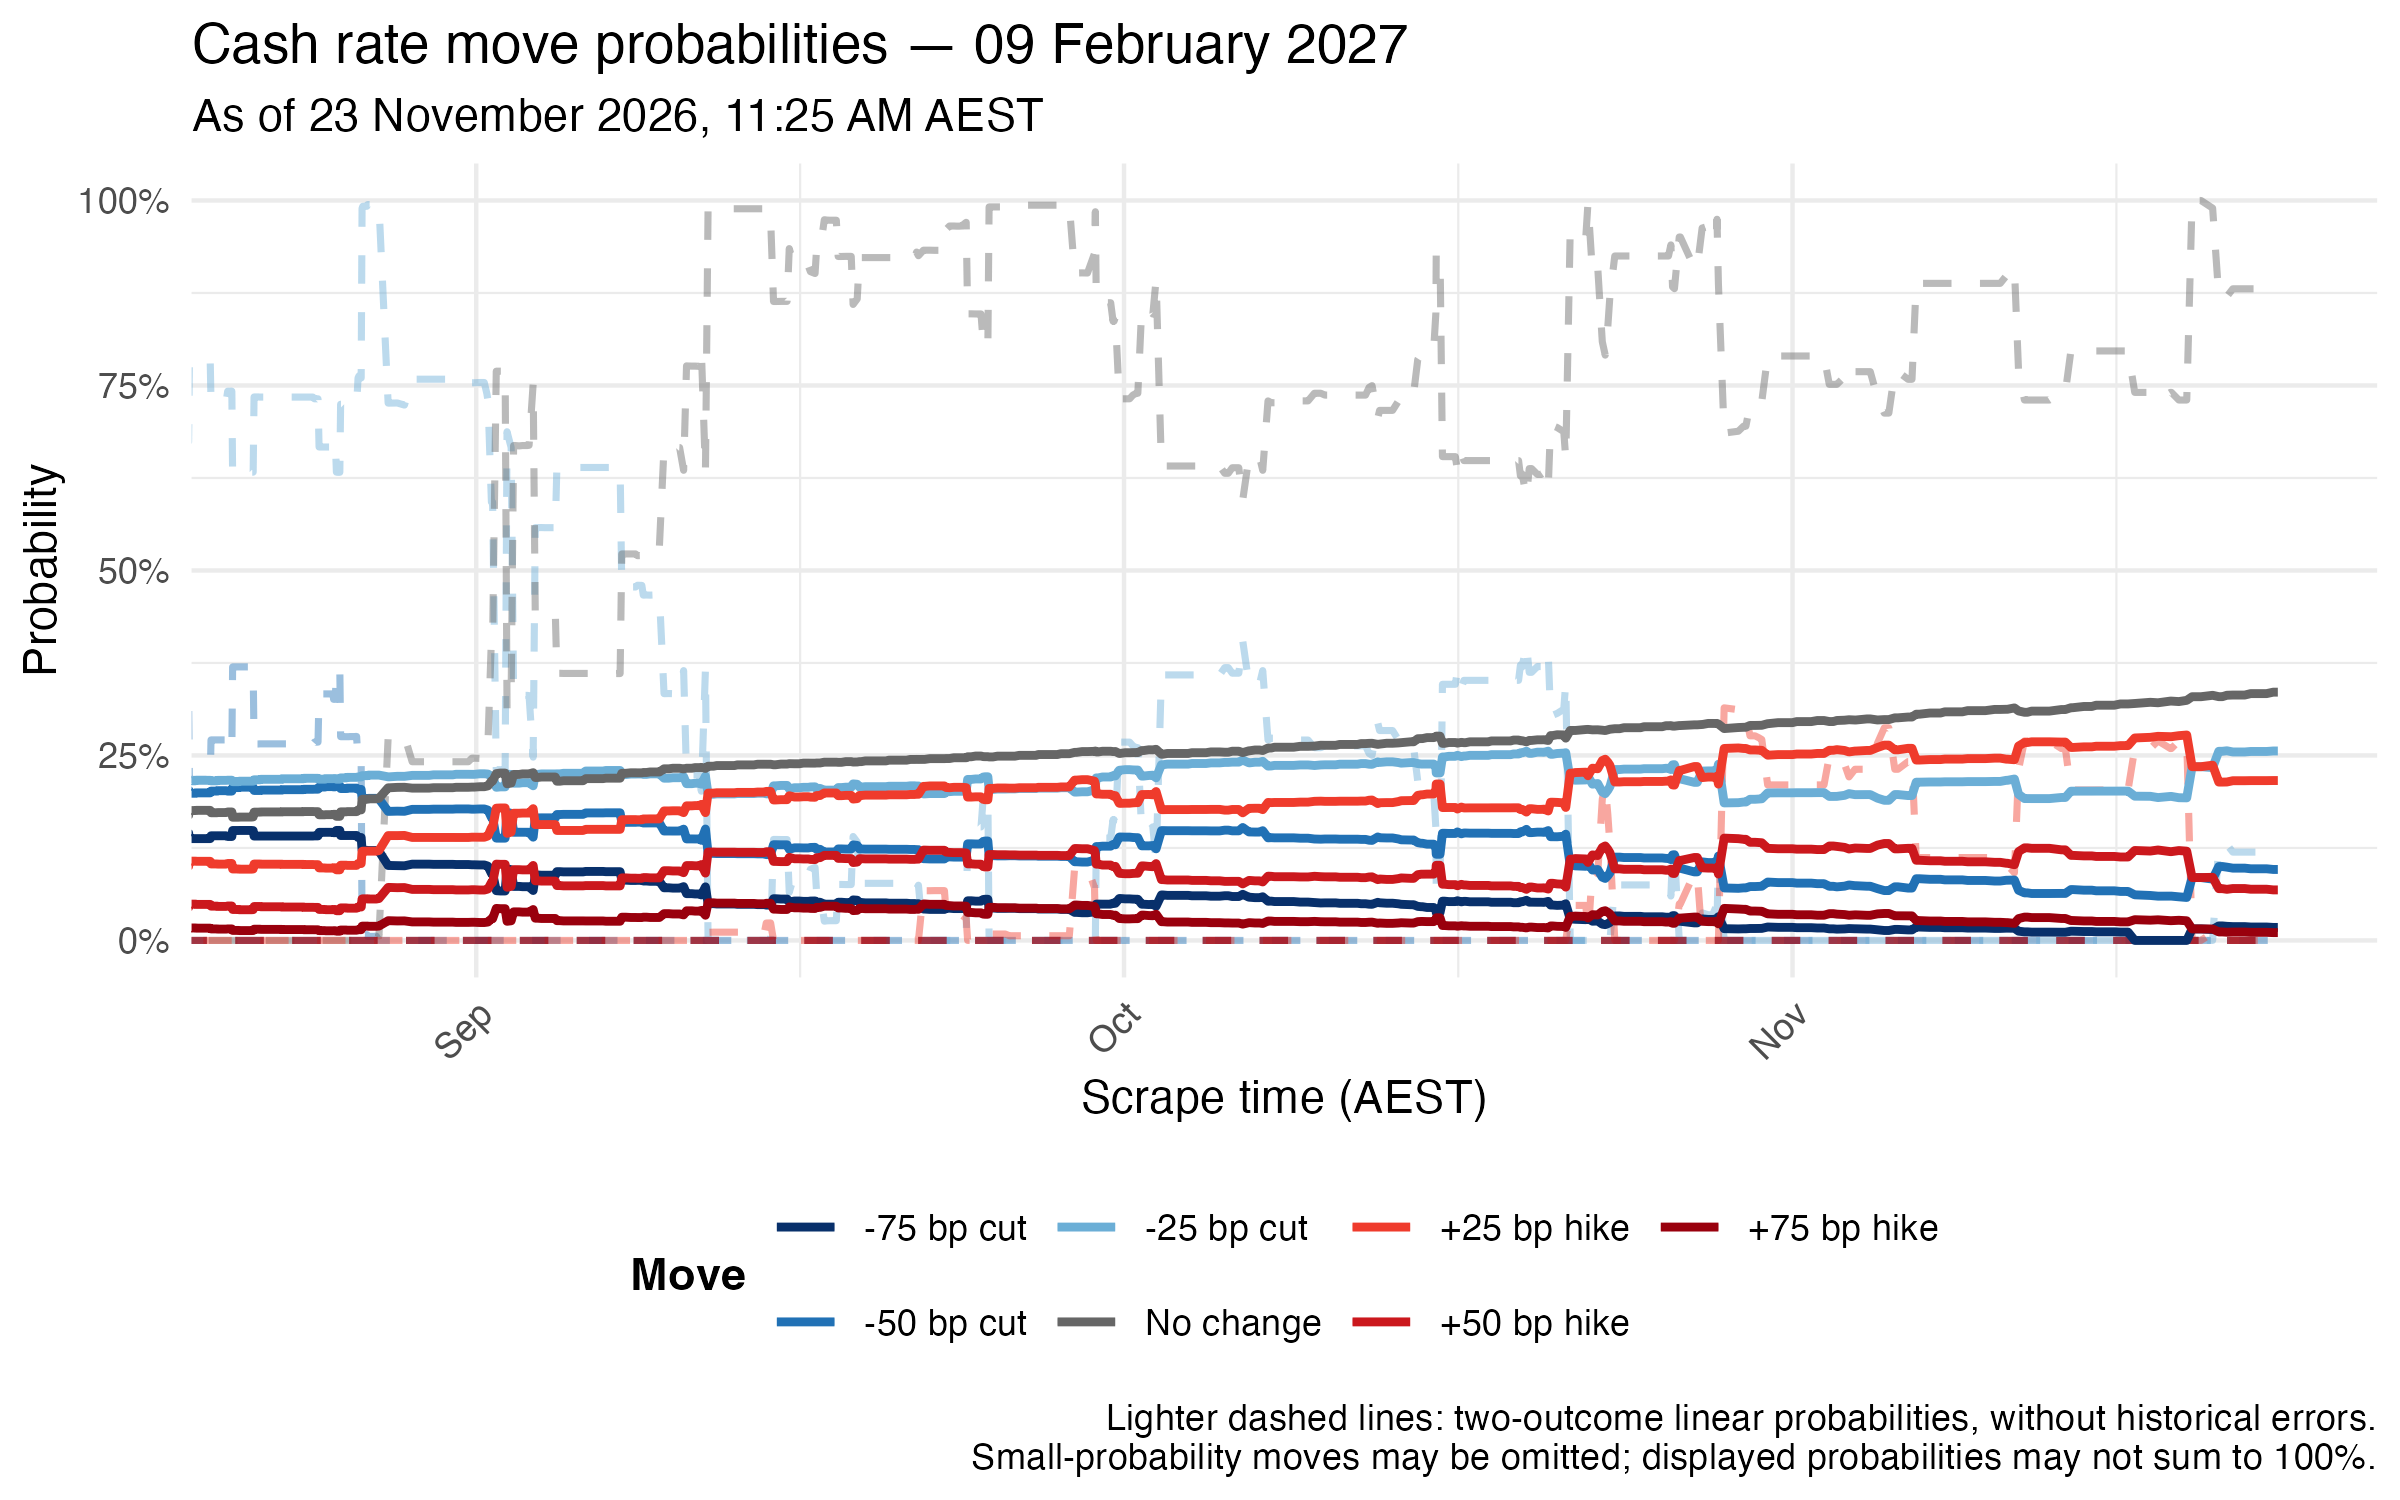 Cash rate move probabilities — 09 February 2027
As of 23 November 2026, 11:25 AM AEST
Probability
100%
75%
50%
25%
0%
Sep
Oct
Nov
Scrape time (AEST)
Move
-75 bp cut
-25 bp cut
+25 bp hike
+75 bp hike
-50 bp cut
No change
+50 bp hike
Lighter dashed lines: two-outcome linear probabilities, without historical errors.
Small-probability moves may be omitted; displayed probabilities may not sum to 100%.